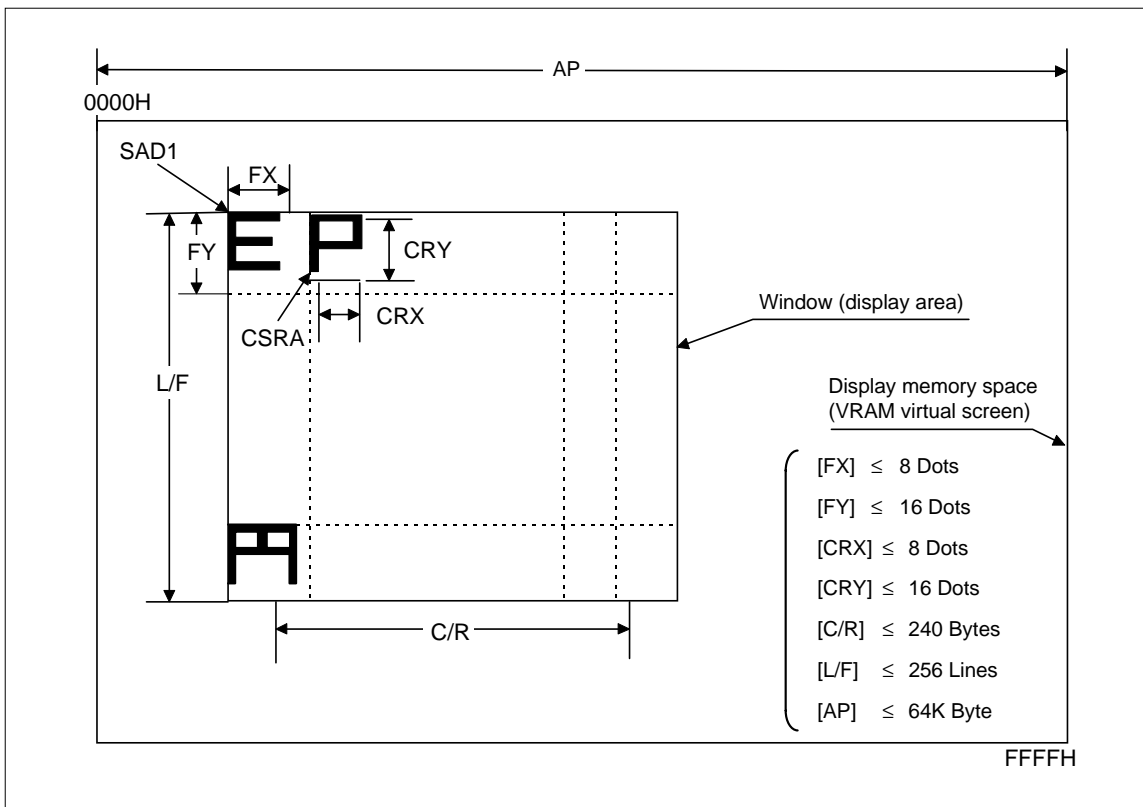 AP
0000H
SAD1
FX
E P
FY
CRY
CRX
CSRA
Window (display area)
L/F
Display memory space
(VRAM virtual screen)
[FX] ≤ 8 Dots
[FY] ≤ 16 Dots
[CRX] ≤ 8 Dots
[CRY] ≤ 16 Dots
[C/R] ≤ 240 Bytes
[L/F] ≤ 256 Lines
[AP] ≤ 64K Byte
A
C/R
FFFFH